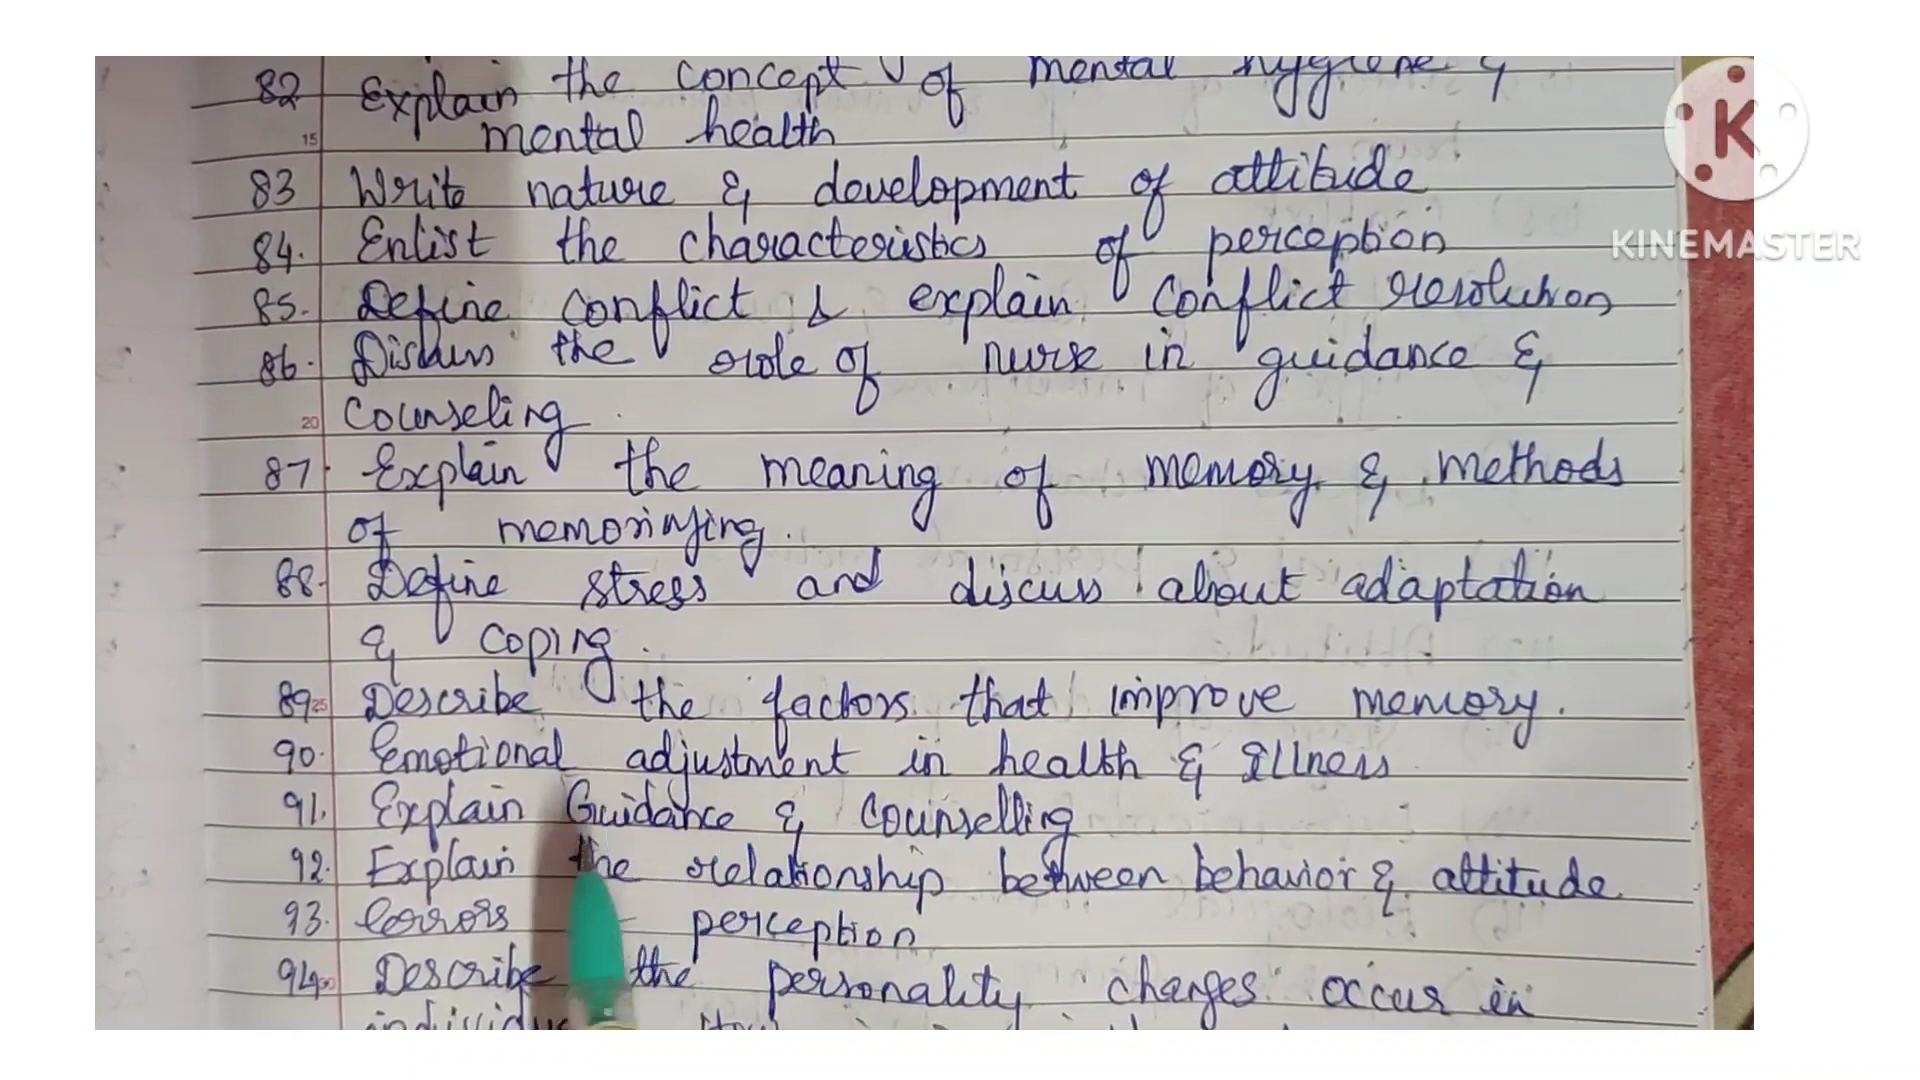 82 Explain the concept of mental hygiene &
15 mental health
83 Write nature & development of attitude
84. Enlist the characteristics of perception
85. Define conflict & explain conflict resolution
86. Discuss the role of nurse in guidance &
20 Counseling.
87. Explain the meaning of memory & methods
of memorizing.
88. Define stress and discuss about adaptation
& coping.
89. 25 Describe the factors that improve memory.
90. Emotional adjustment in health & Illness
91. Explain Guidance & Counselling
92. Explain the relationship between behavior & attitude
93. Errors - perception
94. 30 Describe the personality changes occur in
K
KINEMASTER